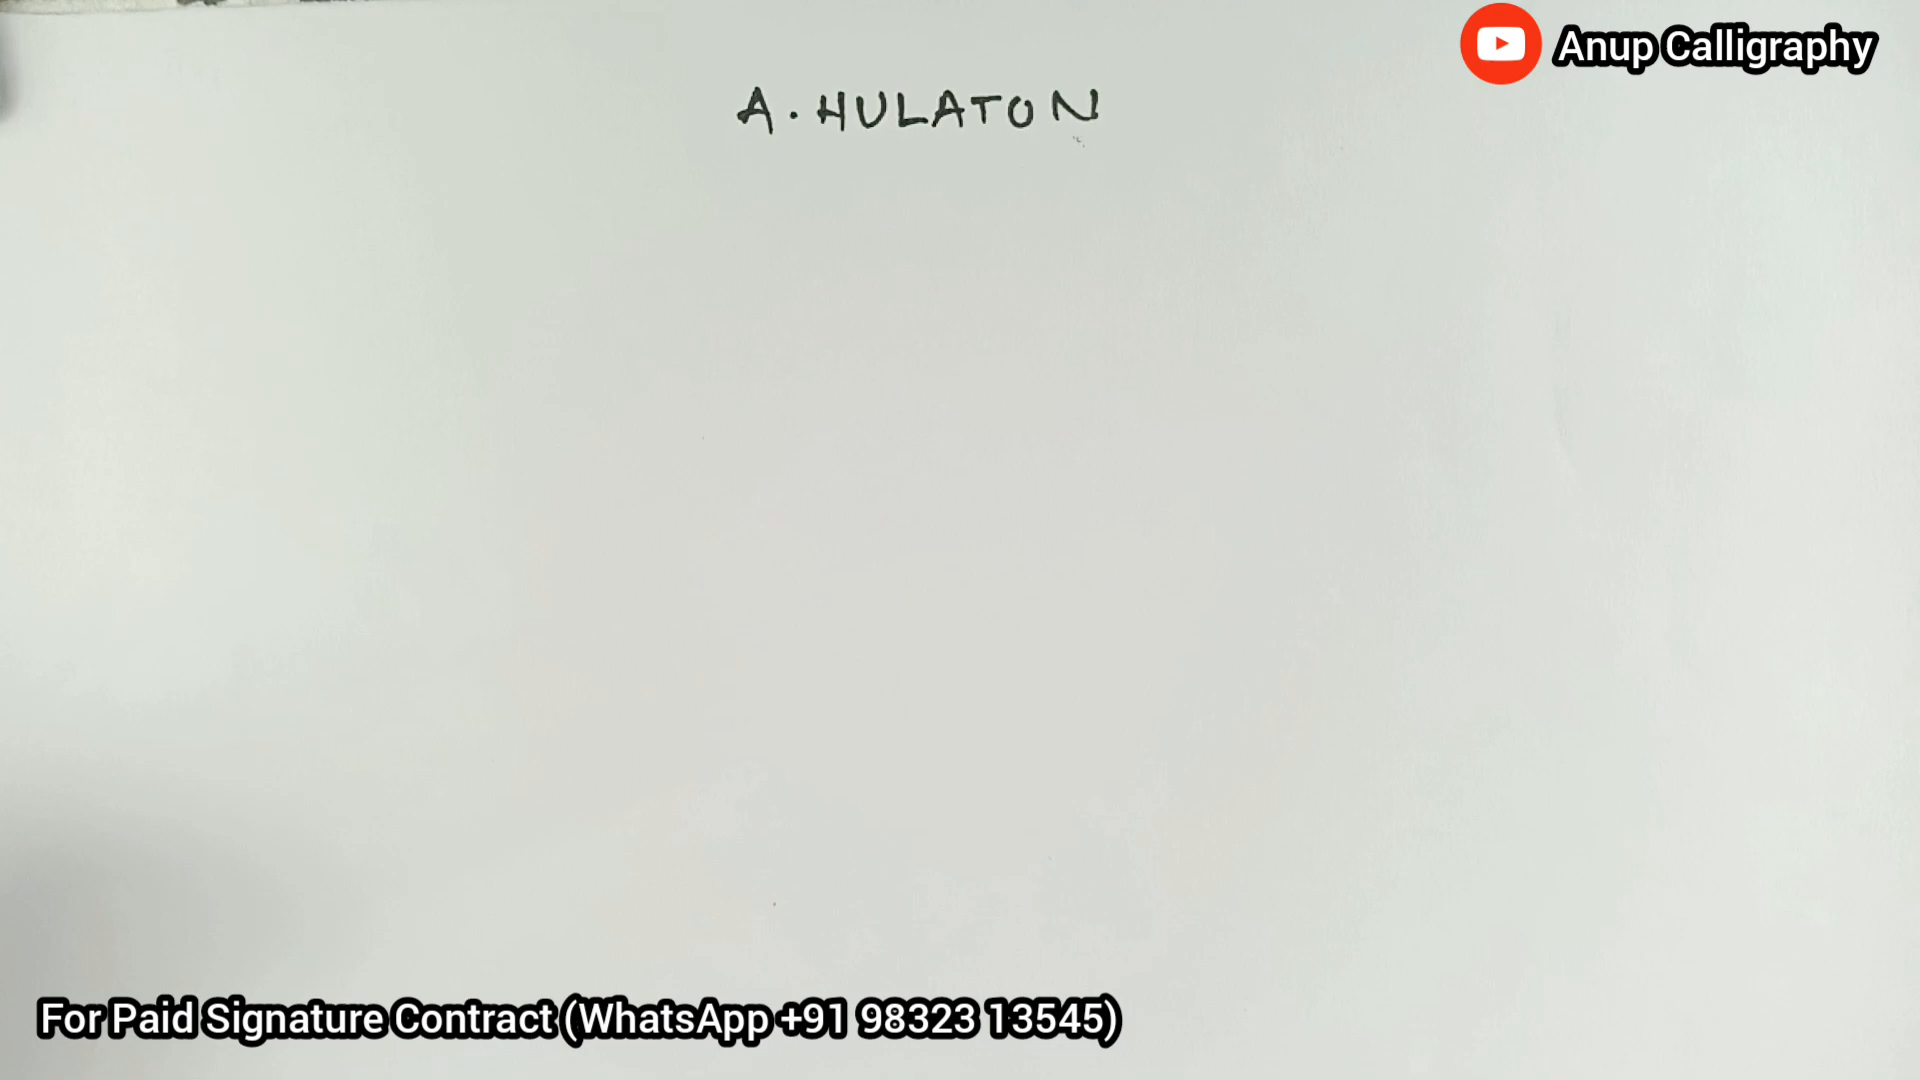 Anup Calligraphy
A. HULATON
For Paid Signature Contract (WhatsApp +91 98323 13545)